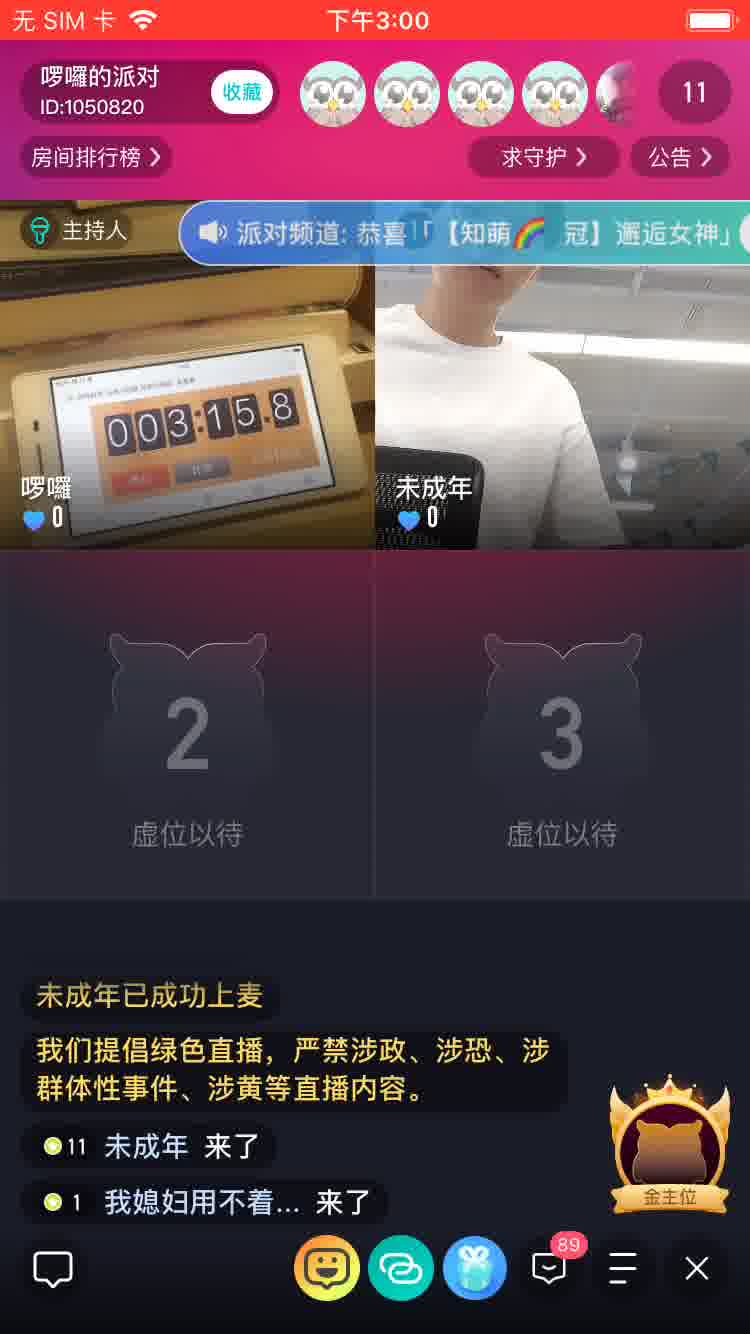 无 SIM 卡
下午3:00
啰囉的派对
ID:1050820
收藏
11
房间排行榜
求守护
公告
主持人
派对频道: 恭喜「【知萌🌈 冠】邂逅女神」
003:15.8
啰囉
0
未成年
0
2
虚位以待
3
虚位以待
未成年已成功上麦
我们提倡绿色直播，严禁涉政、涉恐、涉
群体性事件、涉黄等直播内容。
11 未成年 来了
1 我媳妇用不着... 来了
金主位
89